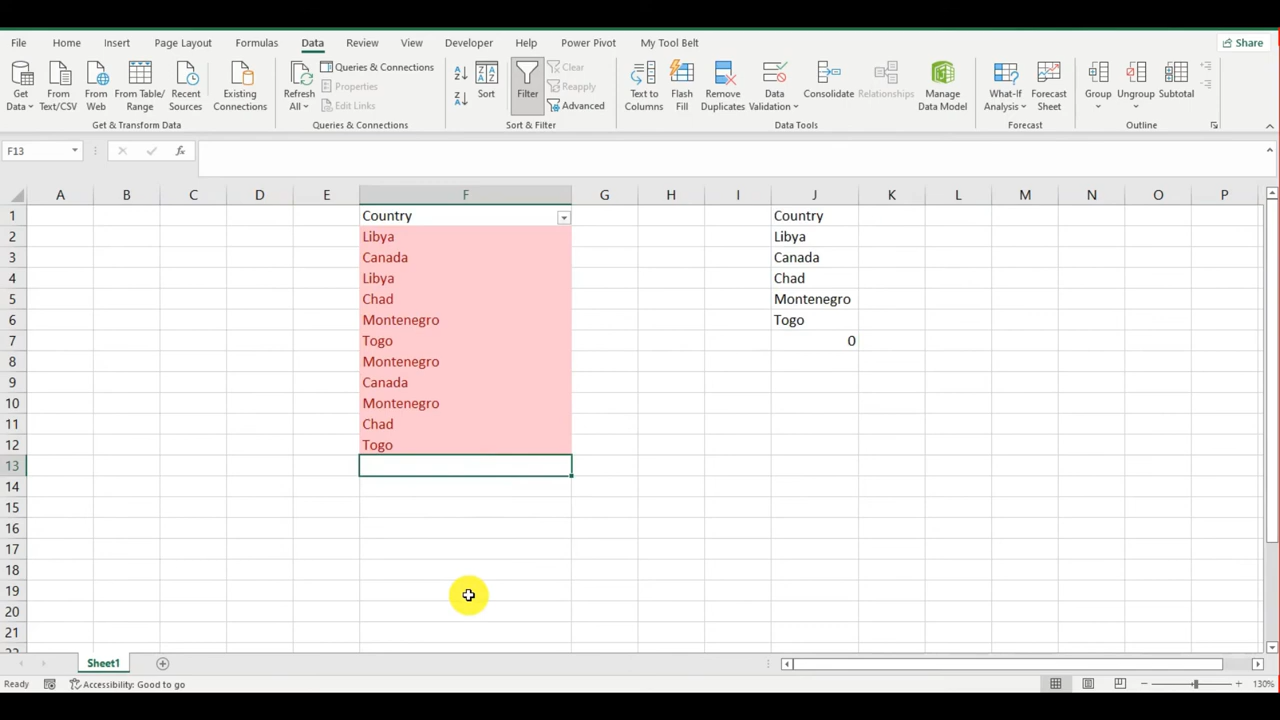 File Home Insert Page Layout Formulas Data Review View Developer Help Power Pivot My Tool Belt Share
Get Data From Text/CSV From Web From Table/ Range Recent Sources Existing Connections Refresh All Queries & Connections Properties Edit Links Sort Filter Clear Reapply Advanced Text to Columns Flash Fill Remove Duplicates Data Validation Consolidate Relationships Manage Data Model What-If Analysis Forecast Sheet Group Ungroup Subtotal
Get & Transform Data Queries & Connections Sort & Filter Data Tools Forecast Outline
F13 fx
A B C D E F G H I J K L M N O P
1 Country Country
2 Libya Libya
3 Canada Canada
4 Libya Chad
5 Chad Montenegro
6 Montenegro Togo
7 Togo 0
8 Montenegro
9 Canada
10 Montenegro
11 Chad
12 Togo
13
14
15
16
17
18
19
20
21
Sheet1
Ready Accessibility: Good to go 130%